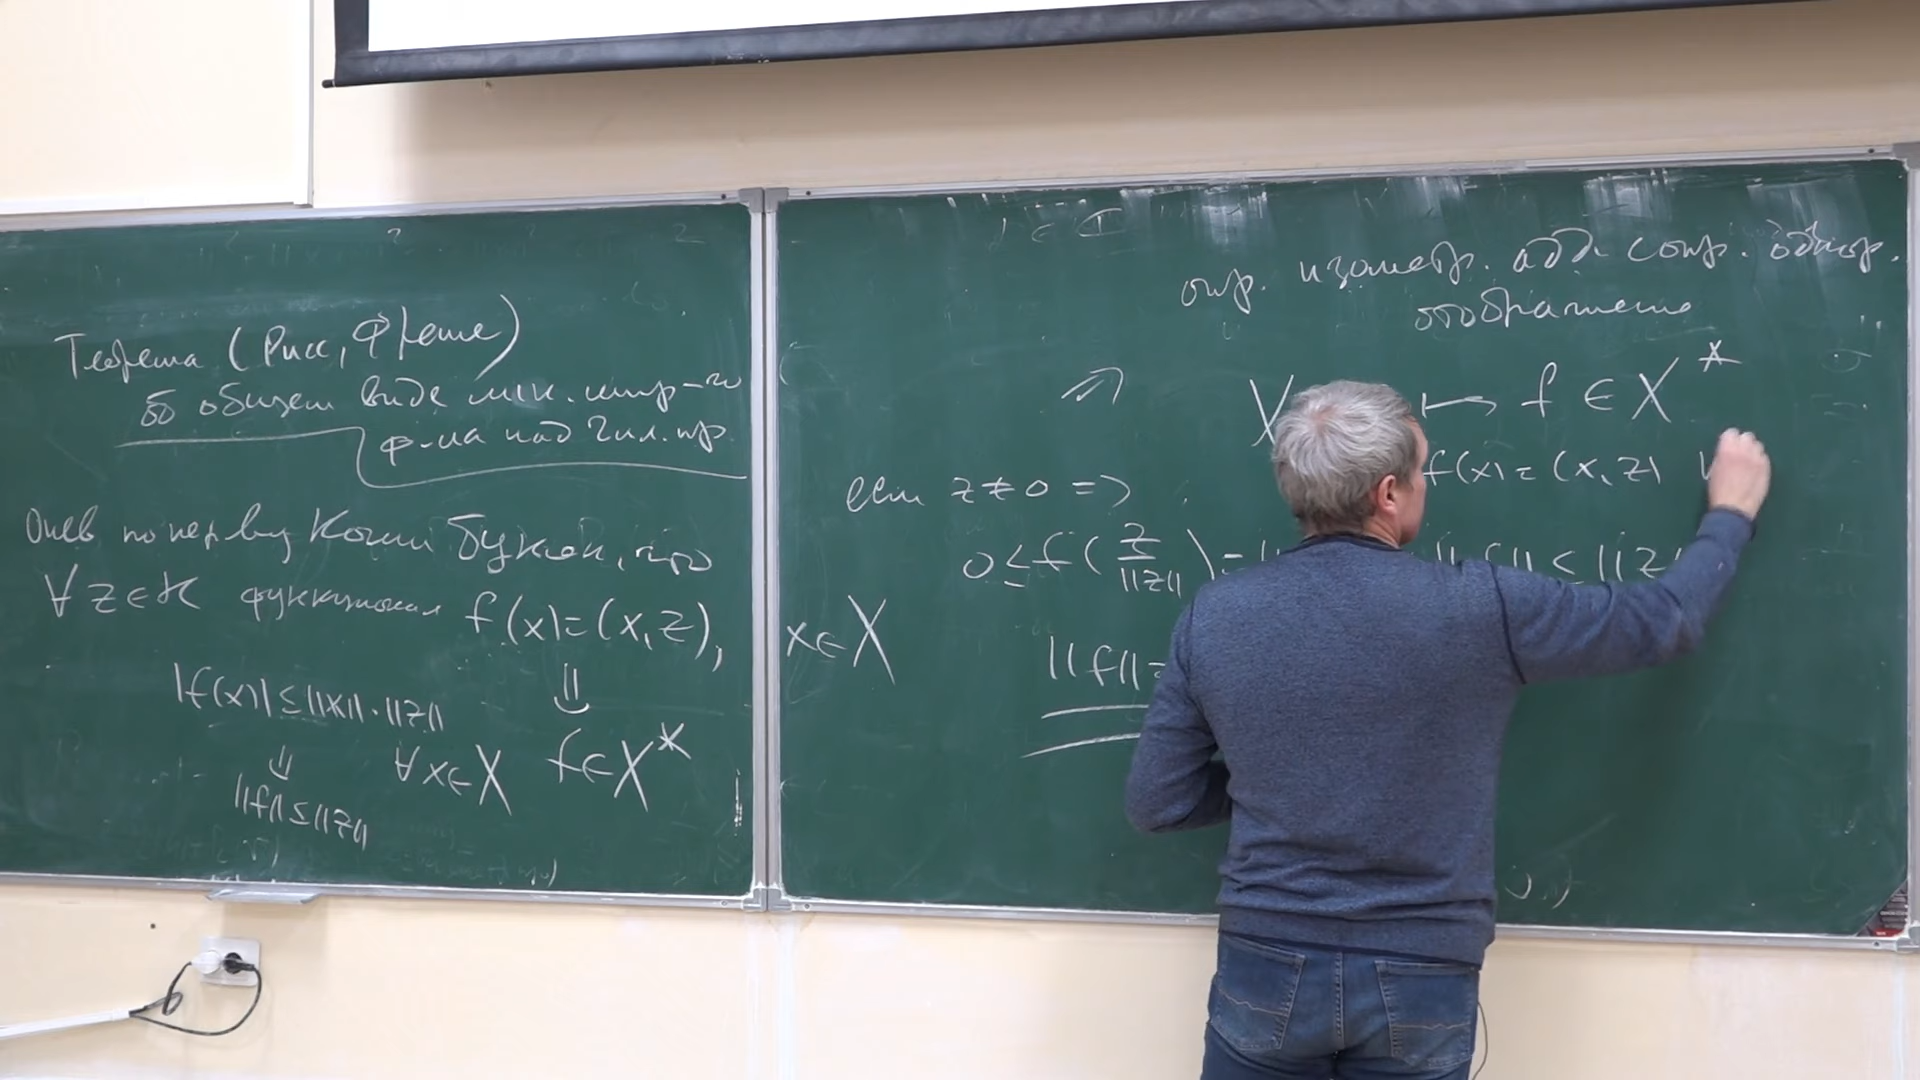 Теорема (Рисс, Фреше)
об общем виде лин. непр-го
ф-ла над Гил. пр.
Очев по нер-ву Коши Буняк., что
∀ z ∈ X функционал f(x) = (x, z), x ∈ X
|f(x)| ≤ ||x|| · ||z|| ⇓
⇓ ∀ x ∈ X f ∈ X*
||f|| ≤ ||z||
опр. изометр. адд. сопр. однор.
отображение
⇒ X ↦ f ∈ X*
f(x) = (x, z)
если z ≠ 0 =>
0 ≤ f( z/||z|| ) =
||f|| ≤ ||z
||f|| =